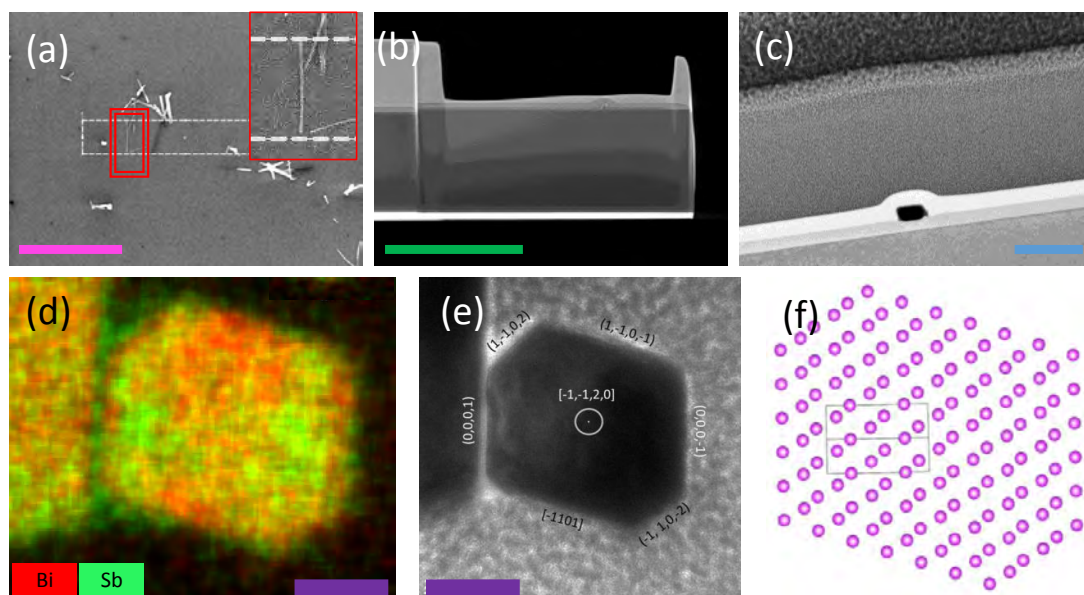 (a)
(b)
(c)
(d)
Bi
Sb
(e)
(1,-1,0,2)
(1,-1,0,-1)
[-1,-1,2,0]
(0,0,0,1)
(0,0,0,-1)
[-1101]
(-1, 1,0,-2)
(f)